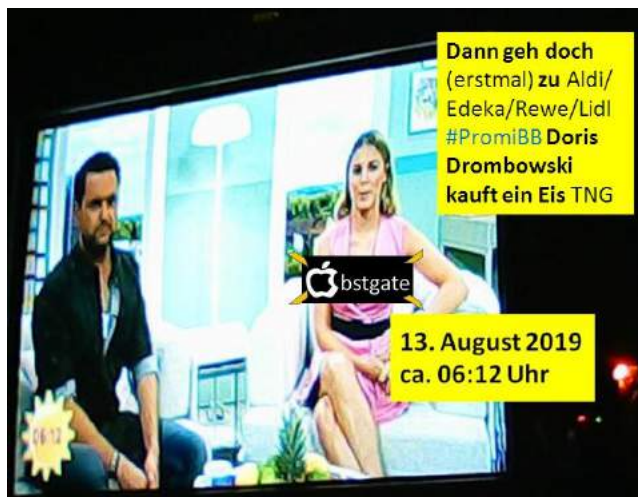 Dann geh doch
(erstmal) zu Aldi/
Edeka/Rewe/Lidl
#PromiBB Doris
Drombowski
kauft ein Eis TNG
bstgate
13. August 2019
ca. 06:12 Uhr
06:12